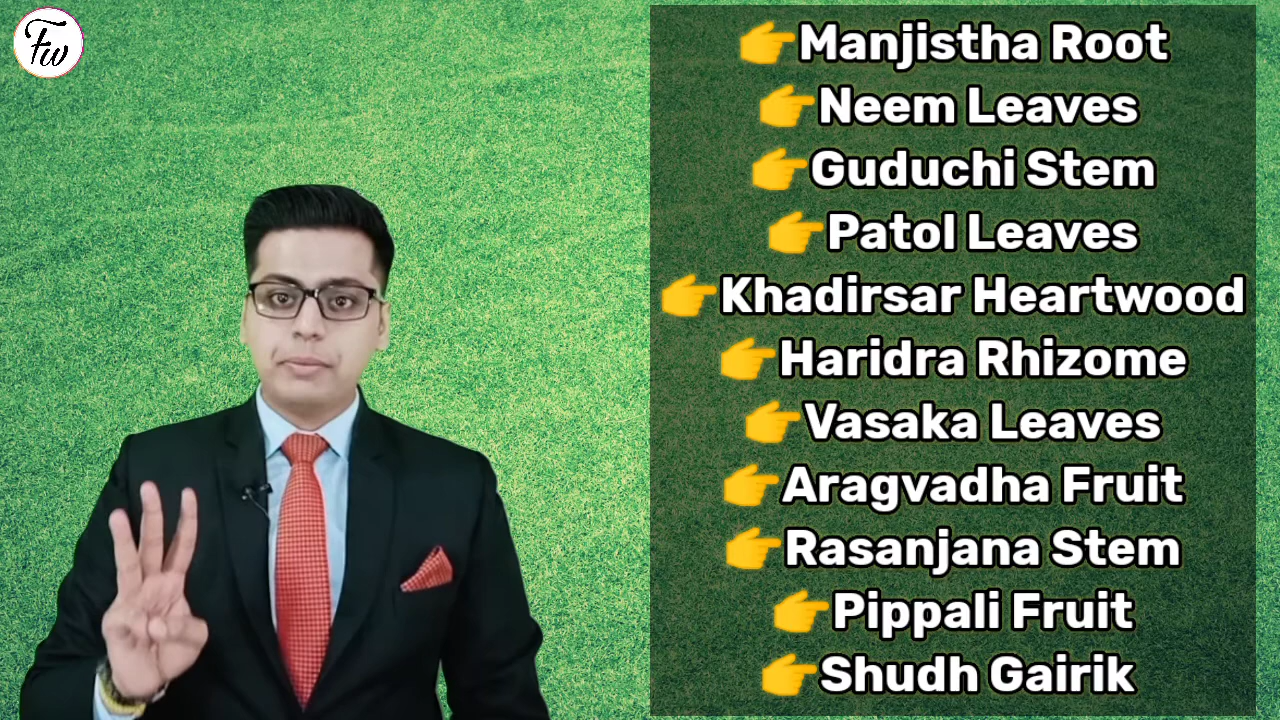 Fw
👉Manjistha Root
👉Neem Leaves
👉Guduchi Stem
👉Patol Leaves
👉Khadirsar Heartwood
👉Haridra Rhizome
👉Vasaka Leaves
👉Aragvadha Fruit
👉Rasanjana Stem
👉Pippali Fruit
👉Shudh Gairik